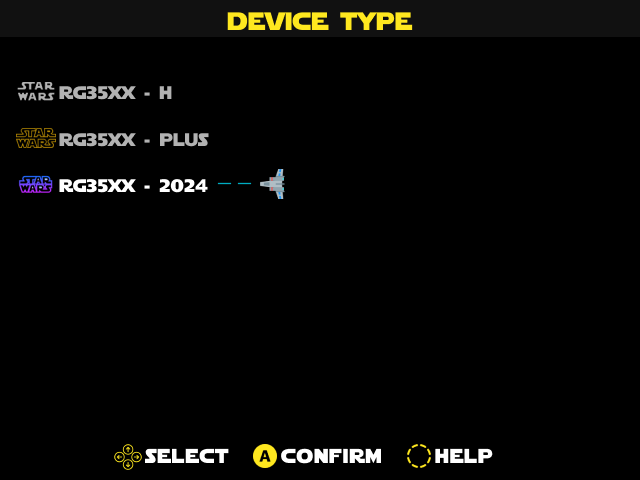 DEVICE TYPE
STAR WARS RG35XX - H
STAR WARS RG35XX - PLUS
STAR WARS RG35XX - 2024
SELECT A CONFIRM HELP